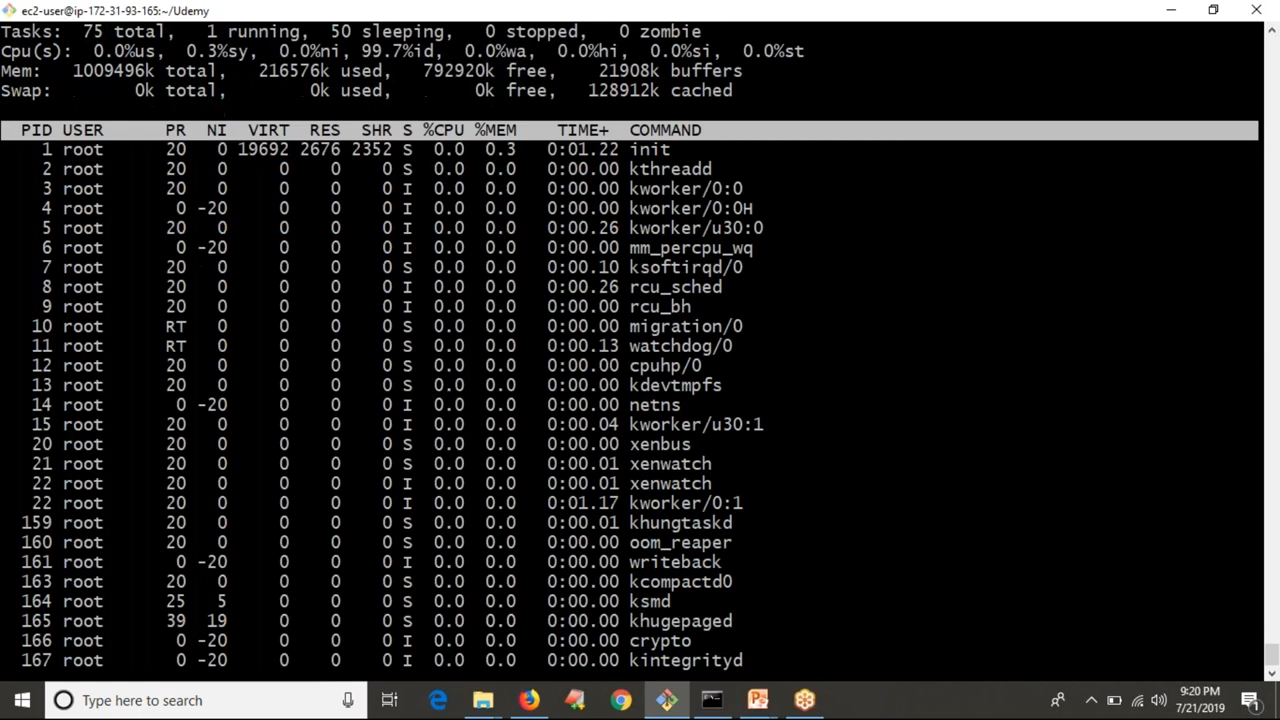 ec2-user@ip-172-31-93-165:~/Udemy
Tasks: 75 total, 1 running, 50 sleeping, 0 stopped, 0 zombie
Cpu(s): 0.0%us, 0.3%sy, 0.0%ni, 99.7%id, 0.0%wa, 0.0%hi, 0.0%si, 0.0%st
Mem: 1009496k total, 216576k used, 792920k free, 21908k buffers
Swap: 0k total, 0k used, 0k free, 128912k cached
PID USER PR NI VIRT RES SHR S %CPU %MEM TIME+ COMMAND
1 root 20 0 19692 2676 2352 S 0.0 0.3 0:01.22 init
2 root 20 0 0 0 0 S 0.0 0.0 0:00.00 kthreadd
3 root 20 0 0 0 0 I 0.0 0.0 0:00.00 kworker/0:0
4 root 0 -20 0 0 0 I 0.0 0.0 0:00.00 kworker/0:0H
5 root 20 0 0 0 0 I 0.0 0.0 0:00.26 kworker/u30:0
6 root 0 -20 0 0 0 I 0.0 0.0 0:00.00 mm_percpu_wq
7 root 20 0 0 0 0 S 0.0 0.0 0:00.10 ksoftirqd/0
8 root 20 0 0 0 0 I 0.0 0.0 0:00.26 rcu_sched
9 root 20 0 0 0 0 I 0.0 0.0 0:00.00 rcu_bh
10 root RT 0 0 0 0 S 0.0 0.0 0:00.00 migration/0
11 root RT 0 0 0 0 S 0.0 0.0 0:00.13 watchdog/0
12 root 20 0 0 0 0 S 0.0 0.0 0:00.00 cpuhp/0
13 root 20 0 0 0 0 S 0.0 0.0 0:00.00 kdevtmpfs
14 root 0 -20 0 0 0 I 0.0 0.0 0:00.00 netns
15 root 20 0 0 0 0 I 0.0 0.0 0:00.04 kworker/u30:1
20 root 20 0 0 0 0 S 0.0 0.0 0:00.00 xenbus
21 root 20 0 0 0 0 S 0.0 0.0 0:00.01 xenwatch
22 root 20 0 0 0 0 I 0.0 0.0 0:00.01 xenwatch
22 root 20 0 0 0 0 I 0.0 0.0 0:01.17 kworker/0:1
159 root 20 0 0 0 0 S 0.0 0.0 0:00.01 khungtaskd
160 root 20 0 0 0 0 S 0.0 0.0 0:00.00 oom_reaper
161 root 0 -20 0 0 0 I 0.0 0.0 0:00.00 writeback
163 root 20 0 0 0 0 S 0.0 0.0 0:00.00 kcompactd0
164 root 25 5 0 0 0 S 0.0 0.0 0:00.00 ksmd
165 root 39 19 0 0 0 S 0.0 0.0 0:00.00 khugepaged
166 root 0 -20 0 0 0 I 0.0 0.0 0:00.00 crypto
167 root 0 -20 0 0 0 I 0.0 0.0 0:00.00 kintegrityd
Type here to search
9:20 PM
7/21/2019
1